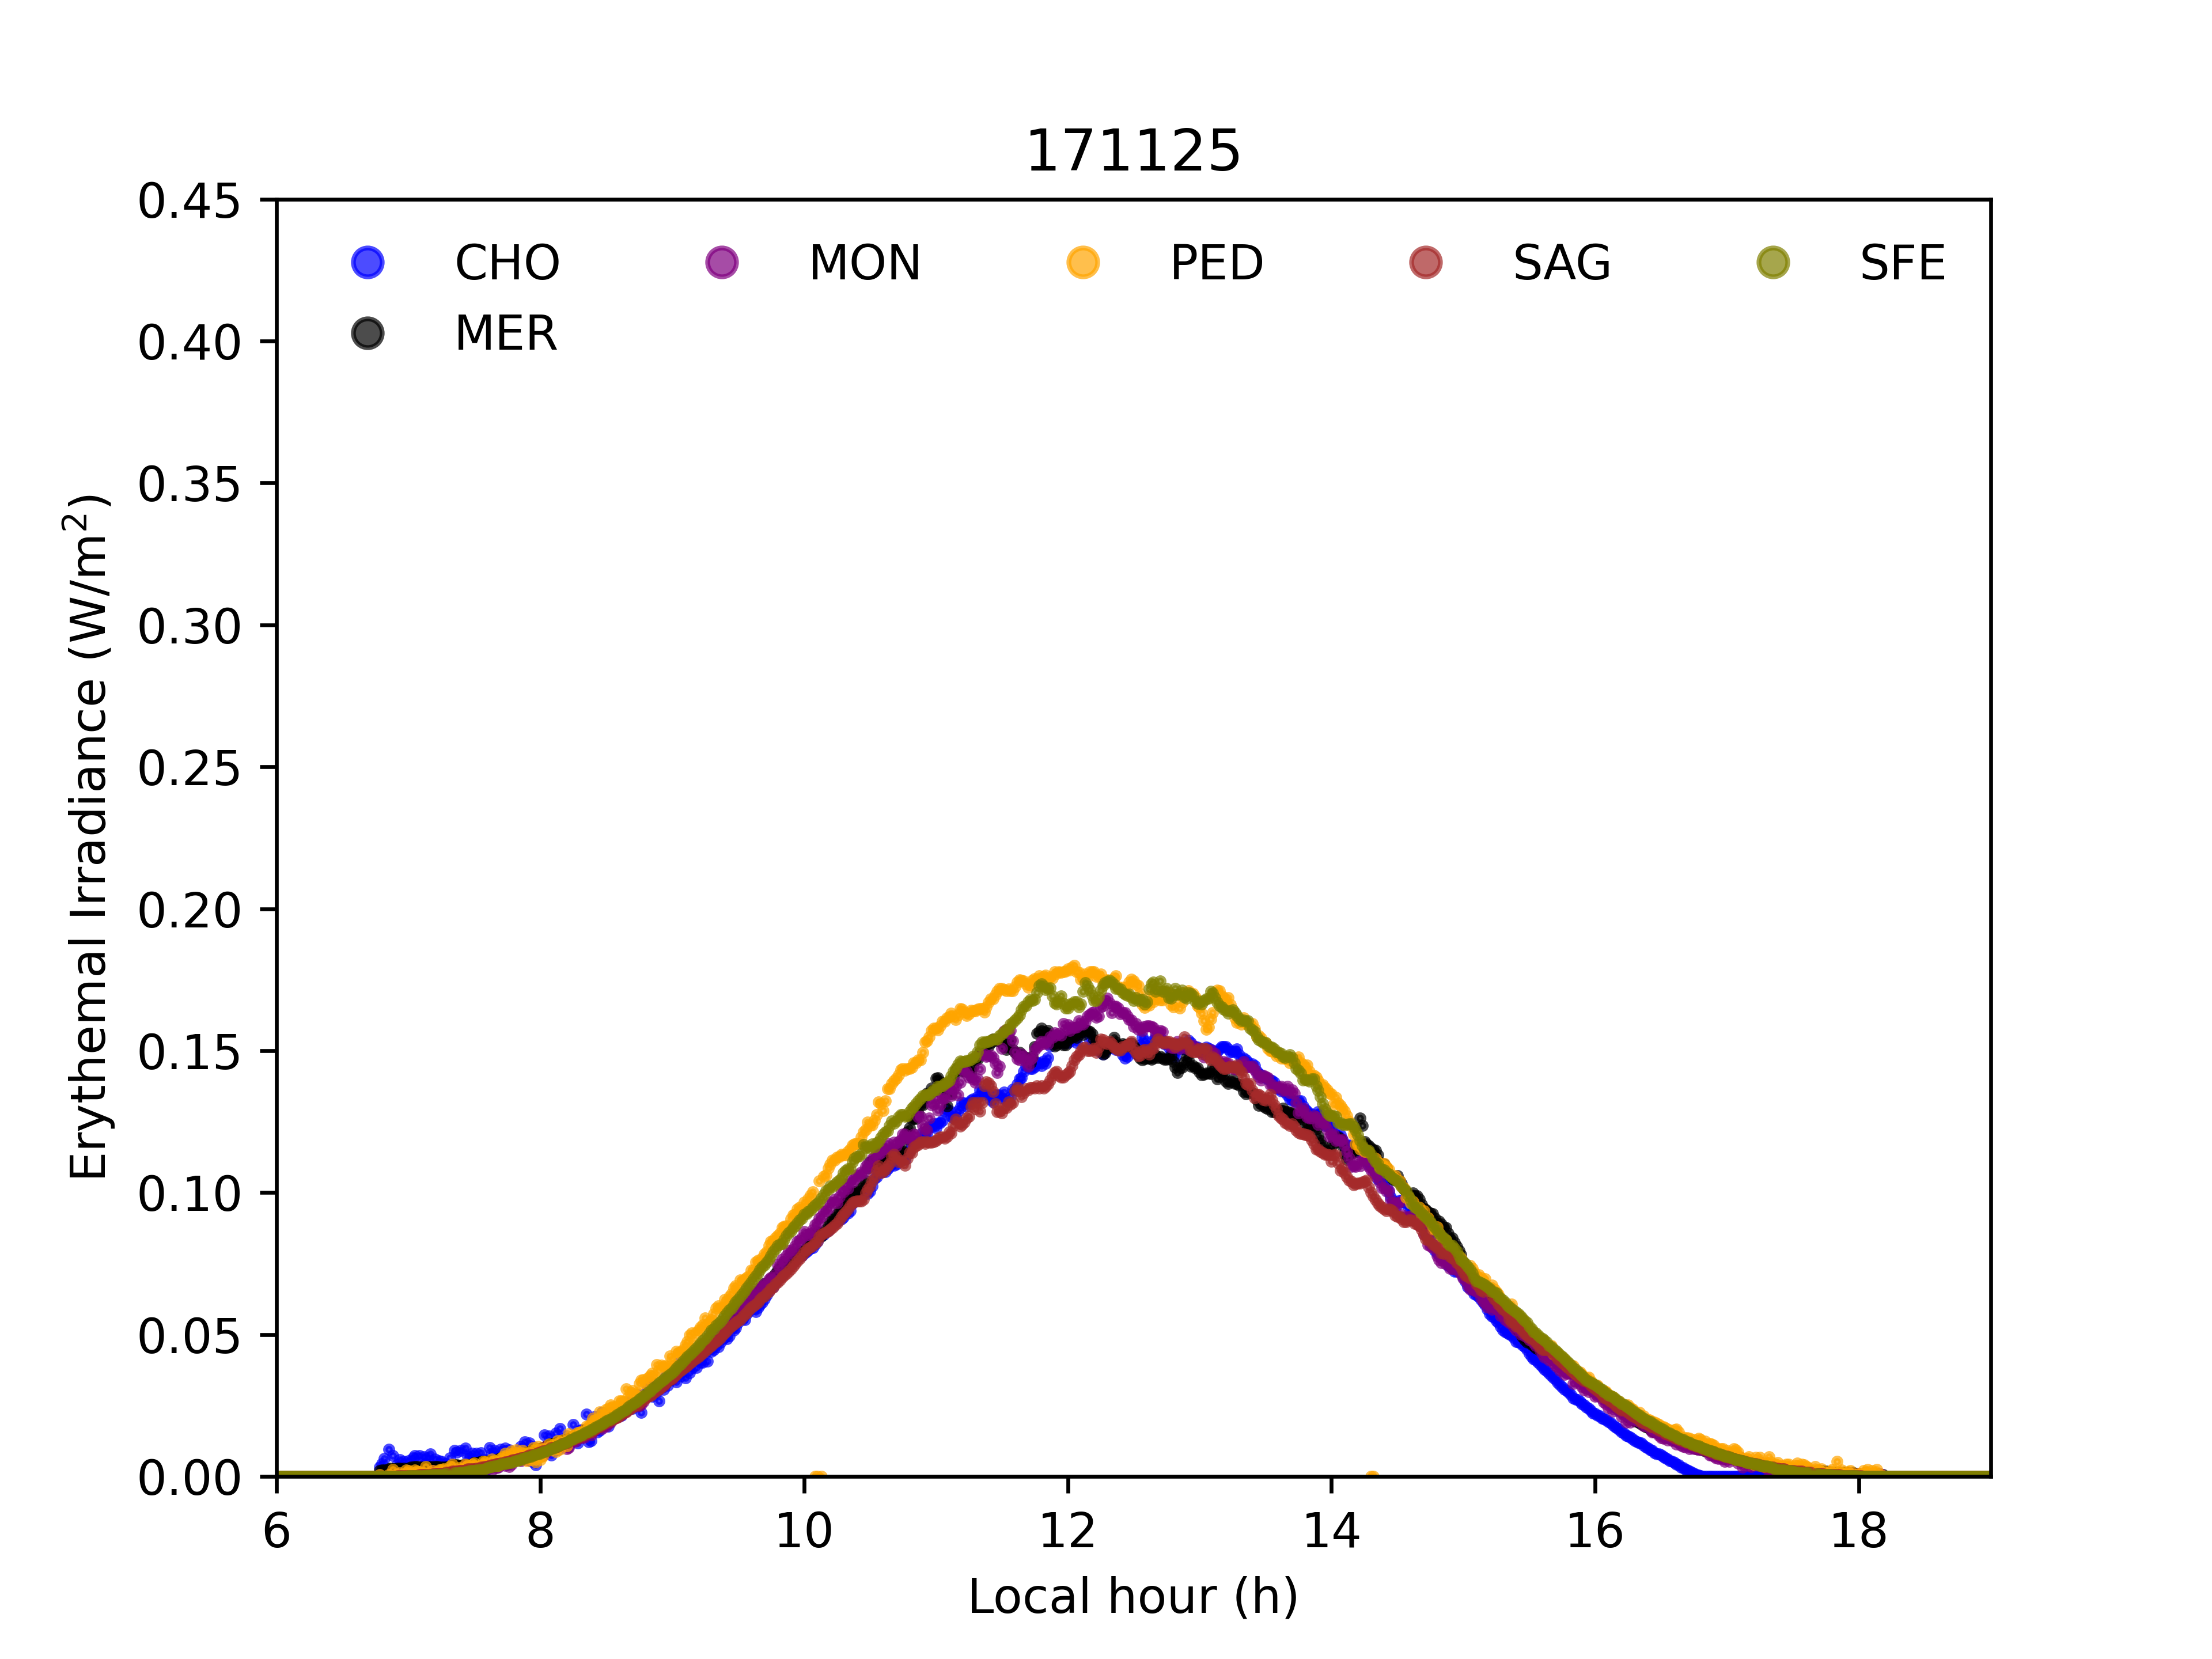 171125
0.45
0.40
0.35
0.30
0.25
0.20
0.15
0.10
0.05
0.00
Erythemal Irradiance (W/m²)
CHO MON PED SAG SFE
MER
6 8 10 12 14 16 18
Local hour (h)